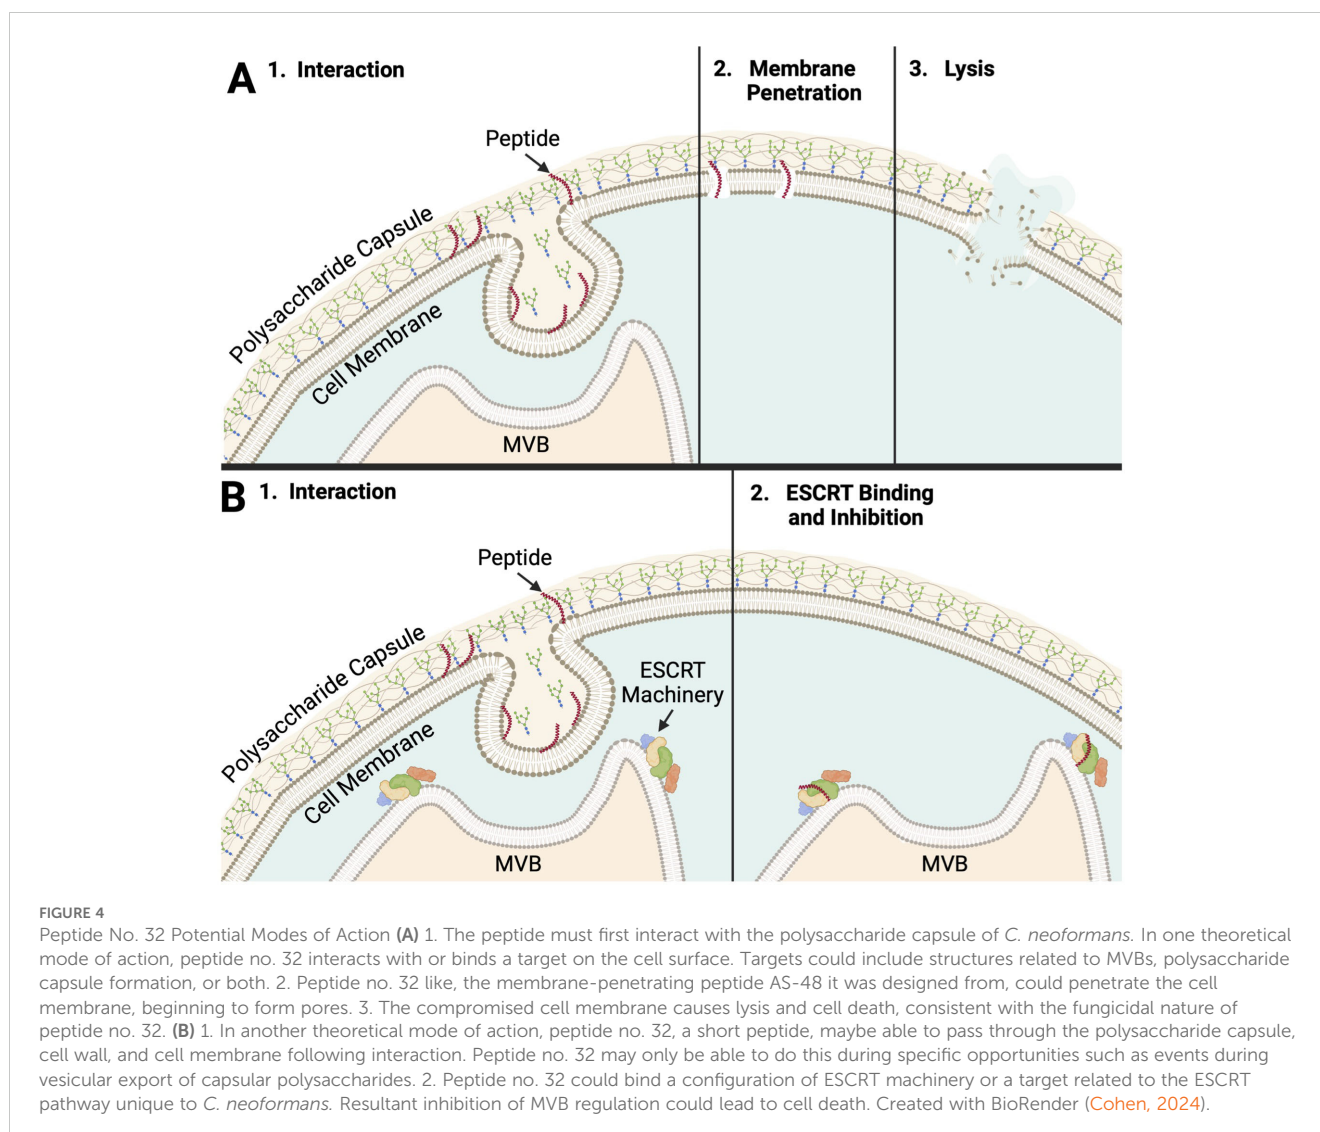 A 1. Interaction
2. Membrane
Penetration
3. Lysis
Peptide
Polysaccharide Capsule
Cell Membrane
MVB
B 1. Interaction
2. ESCRT Binding
and Inhibition
Peptide
Polysaccharide Capsule
Cell Membrane
ESCRT
Machinery
MVB
MVB
FIGURE 4
Peptide No. 32 Potential Modes of Action (A) 1. The peptide must first interact with the polysaccharide capsule of C. neoformans. In one theoretical
mode of action, peptide no. 32 interacts with or binds a target on the cell surface. Targets could include structures related to MVBs, polysaccharide
capsule formation, or both. 2. Peptide no. 32 like, the membrane-penetrating peptide AS-48 it was designed from, could penetrate the cell
membrane, beginning to form pores. 3. The compromised cell membrane causes lysis and cell death, consistent with the fungicidal nature of
peptide no. 32. (B) 1. In another theoretical mode of action, peptide no. 32, a short peptide, maybe able to pass through the polysaccharide capsule,
cell wall, and cell membrane following interaction. Peptide no. 32 may only be able to do this during specific opportunities such as events during
vesicular export of capsular polysaccharides. 2. Peptide no. 32 could bind a configuration of ESCRT machinery or a target related to the ESCRT
pathway unique to C. neoformans. Resultant inhibition of MVB regulation could lead to cell death. Created with BioRender (Cohen, 2024).